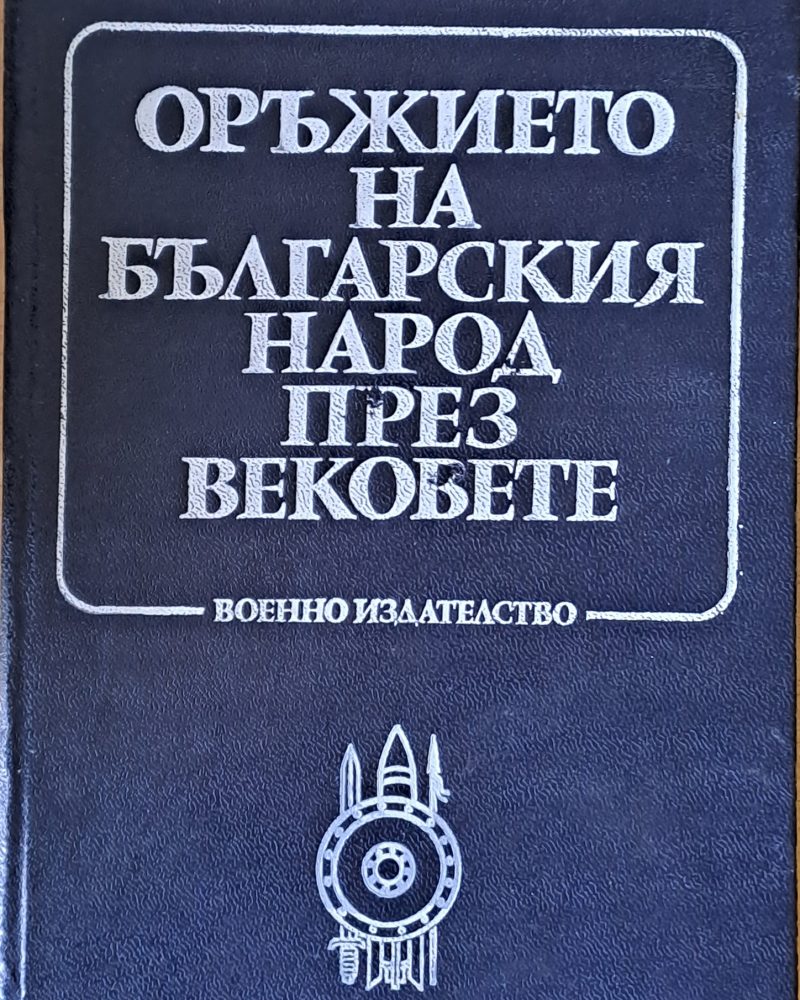 ОРЪЖИЕТО
НА
БЪЛГАРСКИЯ
НАРОД
ПРЕЗ
ВЕКОВЕТЕ
ВОЕННО ИЗДАТЕЛСТВО